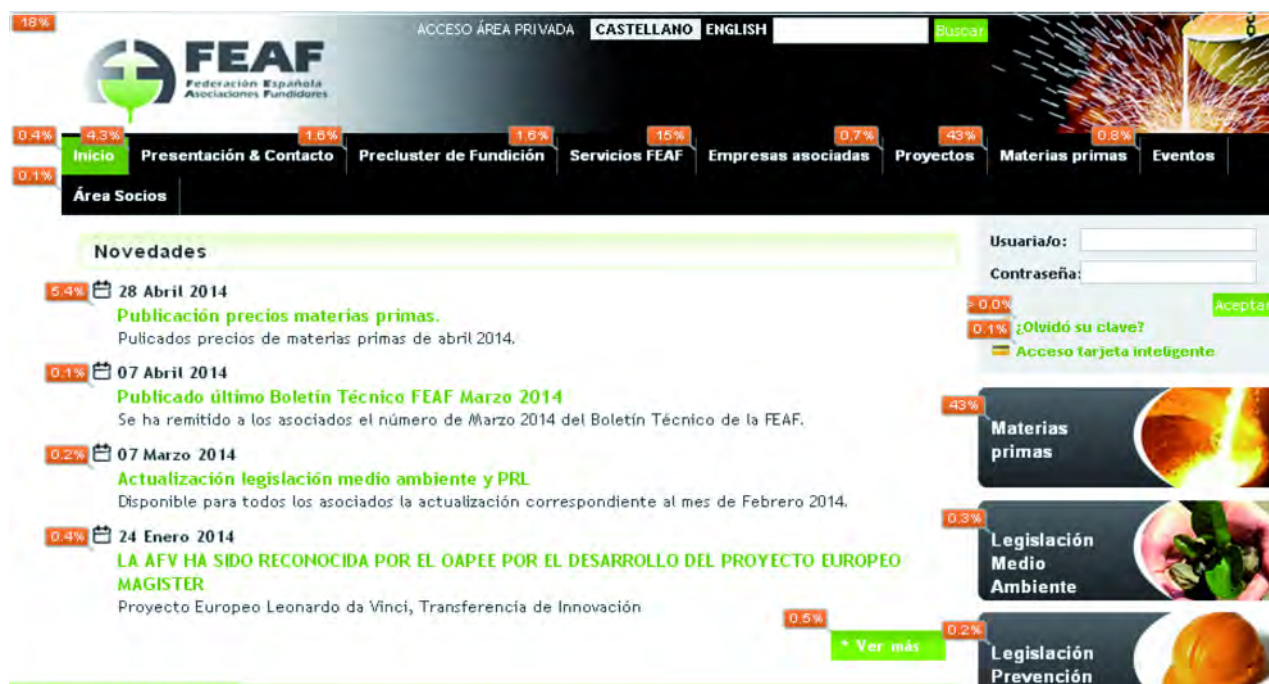 18%
ACCESO ÁREA PRIVADA CASTELLANO ENGLISH Buscar
FEAF
Federación Española
Asociaciones Fundidores
0.4% 4.3% 1.6% 1.6% 15% 0.7% 43% 0.8%
Inicio Presentación & Contacto Precluster de Fundición Servicios FEAF Empresas asociadas Proyectos Materias primas Eventos
0.1%
Área Socios
Novedades
Usuaria/o:
Contraseña:
5.4% 28 Abril 2014
> 0.0% Aceptar
Publicación precios materias primas.
0.1% ¿Olvidó su clave?
Pulicados precios de materias primas de abril 2014.
Acceso tarjeta inteligente
0.1% 07 Abril 2014
Publicado último Boletín Técnico FEAF Marzo 2014
Se ha remitido a los asociados el número de Marzo 2014 del Boletín Técnico de la FEAF.
43%
Materias
primas
0.2% 07 Marzo 2014
Actualización legislación medio ambiente y PRL
Disponible para todos los asociados la actualización correspondiente al mes de Febrero 2014.
0.3%
Legislación
Medio
Ambiente
0.4% 24 Enero 2014
LA AFV HA SIDO RECONOCIDA POR EL OAPEE POR EL DESARROLLO DEL PROYECTO EUROPEO
MAGISTER
Proyecto Europeo Leonardo da Vinci, Transferencia de Innovación
0.5%
+ Ver más
0.2%
Legislación
Prevención